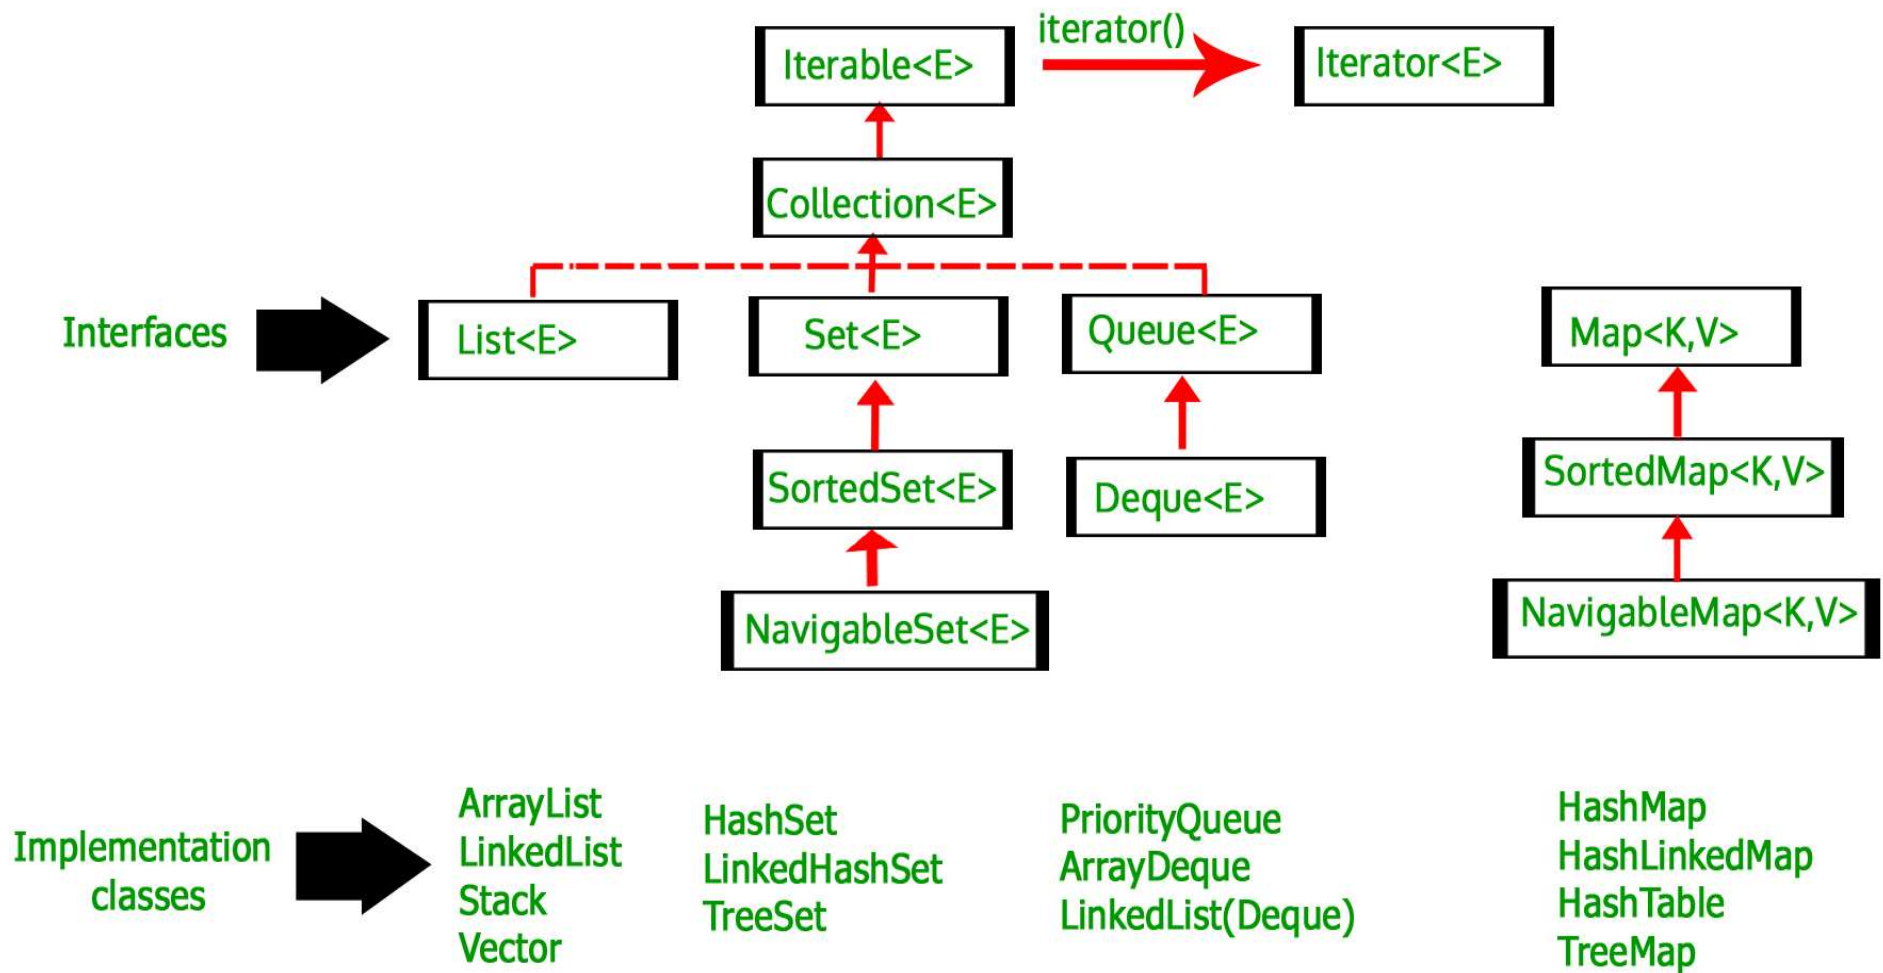 iterator()
Iterable<E>
Iterator<E>
Collection<E>
Interfaces
List<E>
Set<E>
Queue<E>
Map<K,V>
SortedSet<E>
Deque<E>
SortedMap<K,V>
NavigableSet<E>
NavigableMap<K,V>
Implementation
classes
ArrayList
LinkedList
Stack
Vector
HashSet
LinkedHashSet
TreeSet
PriorityQueue
ArrayDeque
LinkedList(Deque)
HashMap
HashLinkedMap
HashTable
TreeMap